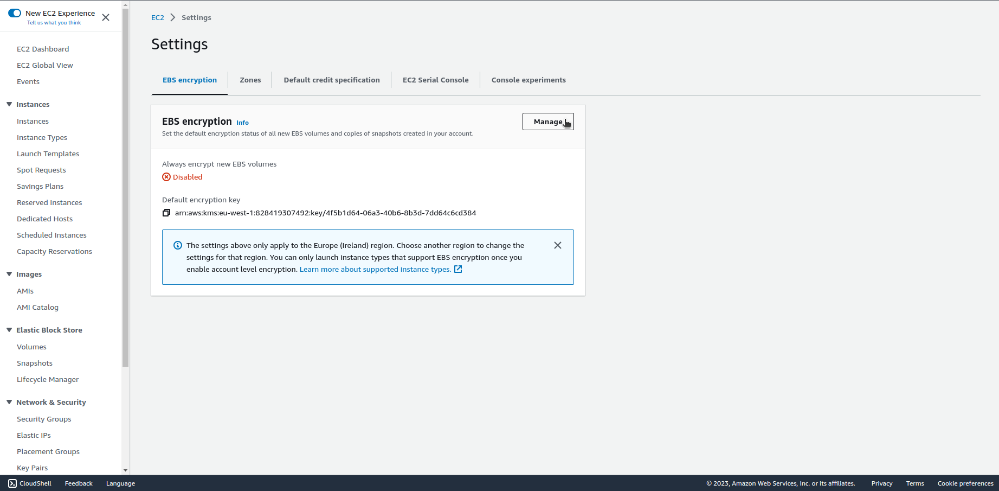 New EC2 Experience
Tell us what you think
EC2 Dashboard
EC2 Global View
Events
Instances
Instances
Instance Types
Launch Templates
Spot Requests
Savings Plans
Reserved Instances
Dedicated Hosts
Scheduled Instances
Capacity Reservations
Images
AMIs
AMI Catalog
Elastic Block Store
Volumes
Snapshots
Lifecycle Manager
Network & Security
Security Groups
Elastic IPs
Placement Groups
Key Pairs
EC2 Settings
Settings
EBS encryption Zones Default credit specification EC2 Serial Console Console experiments
EBS encryption Info
Manage
Set the default encryption status of all new EBS volumes and copies of snapshots created in your account.
Always encrypt new EBS volumes
Disabled
Default encryption key
arn:aws:kms:eu-west-1:828419307492:key/4f5b1d64-06a3-40b6-8b3d-7dd64c6cd384
The settings above only apply to the Europe (Ireland) region. Choose another region to change the
settings for that region. You can only launch instance types that support EBS encryption once you
enable account level encryption. Learn more about supported instance types.
CloudShell Feedback Language © 2023, Amazon Web Services, Inc. or its affiliates. Privacy Terms Cookie preferences